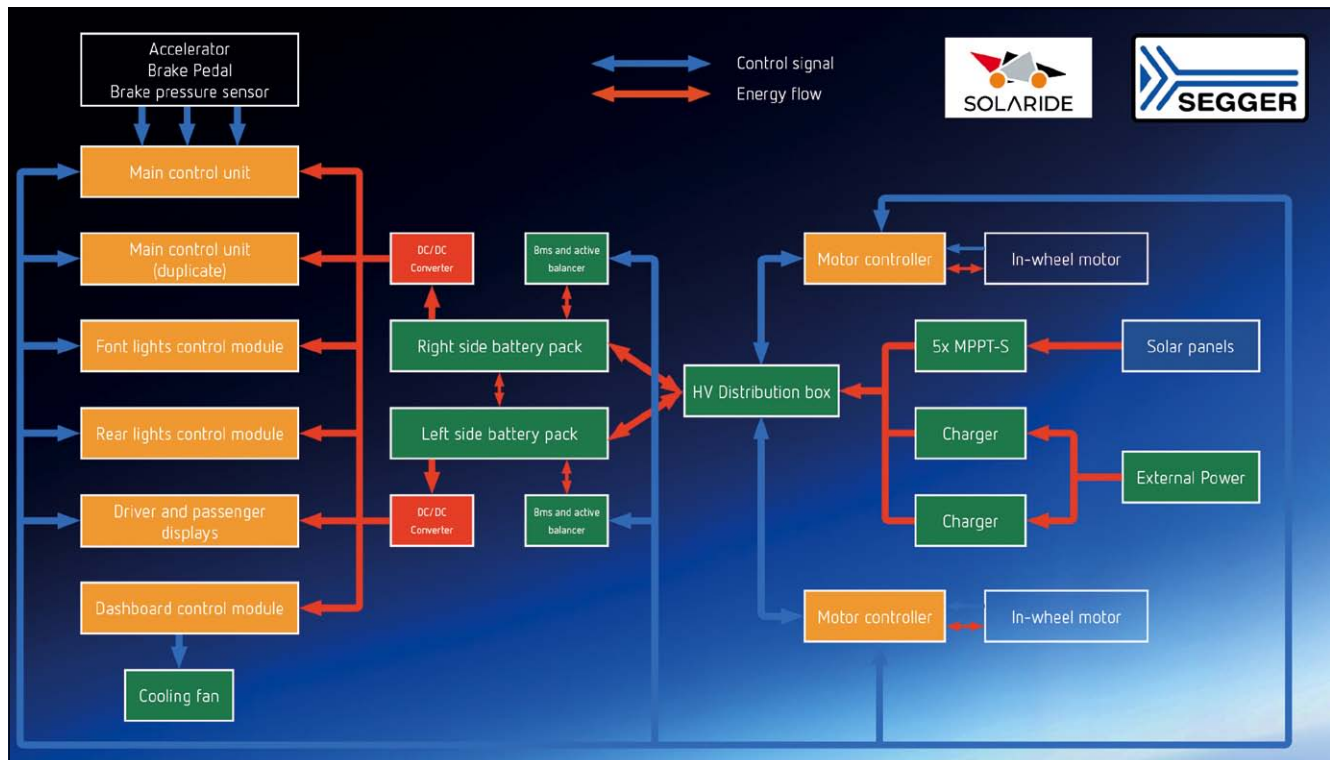 Accelerator
Brake Pedal
Brake pressure sensor
Control signal
Energy flow
SOLARIDE
SEGGER
Main control unit
Main control unit
(duplicate)
DC/DC
Converter
Bms and active
balancer
Motor controller
In-wheel motor
Font lights control module
Right side battery pack
5x MPPT-S
Solar panels
HV Distribution box
Rear lights control module
Left side battery pack
Charger
External Power
Driver and passenger
displays
DC/DC
Converter
Bms and active
balancer
Charger
Dashboard control module
Motor controller
In-wheel motor
Cooling fan